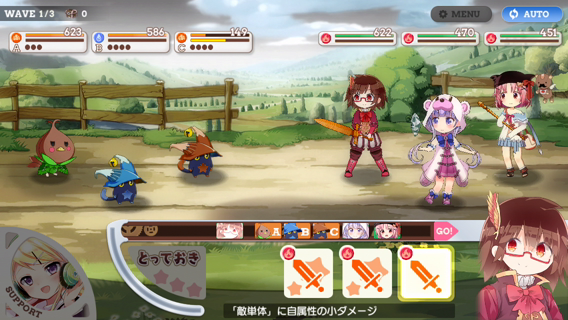 WAVE 1/3 0
MENU
AUTO
623
586
149
622
470
451
A
B
C
A B C GO!
SUPPORT
とっておき
「敵単体」に自属性の小ダメージ